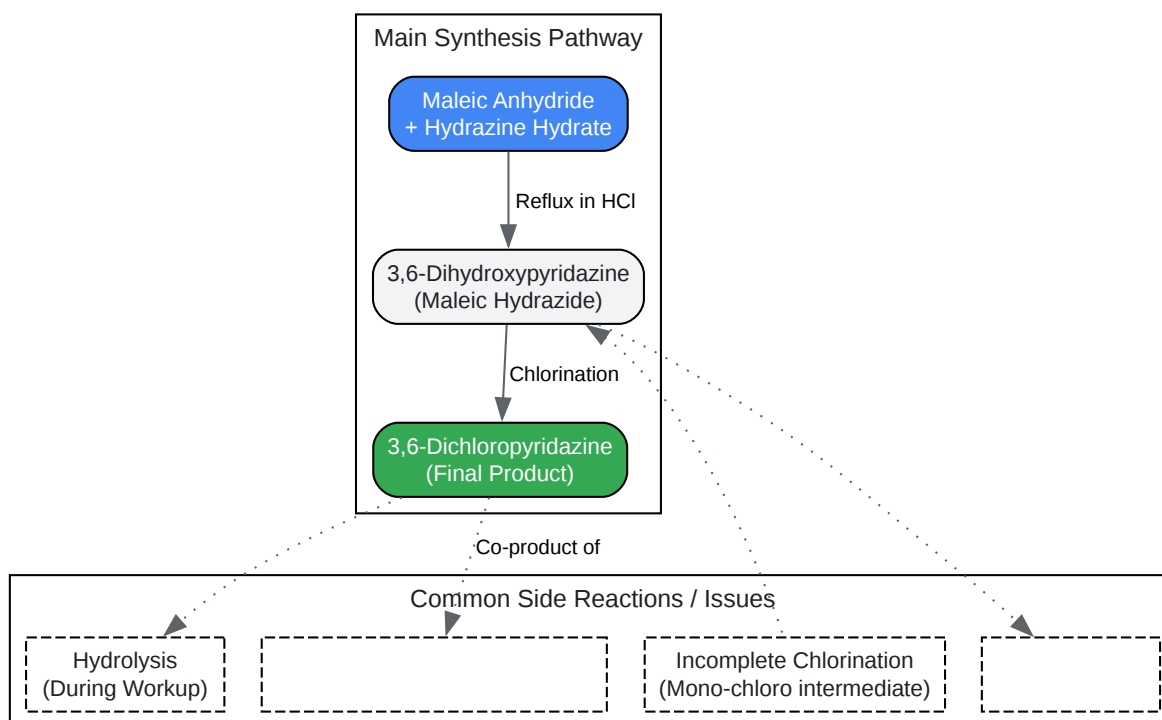 Main Synthesis Pathway
Maleic Anhydride
+ Hydrazine Hydrate
Reflux in HCl
3,6-Dihydroxypyridazine
(Maleic Hydrazide)
Chlorination
3,6-Dichloropyridazine
(Final Product)
Co-product of
Common Side Reactions / Issues
Hydrolysis
(During Workup)
Incomplete Chlorination
(Mono-chloro intermediate)